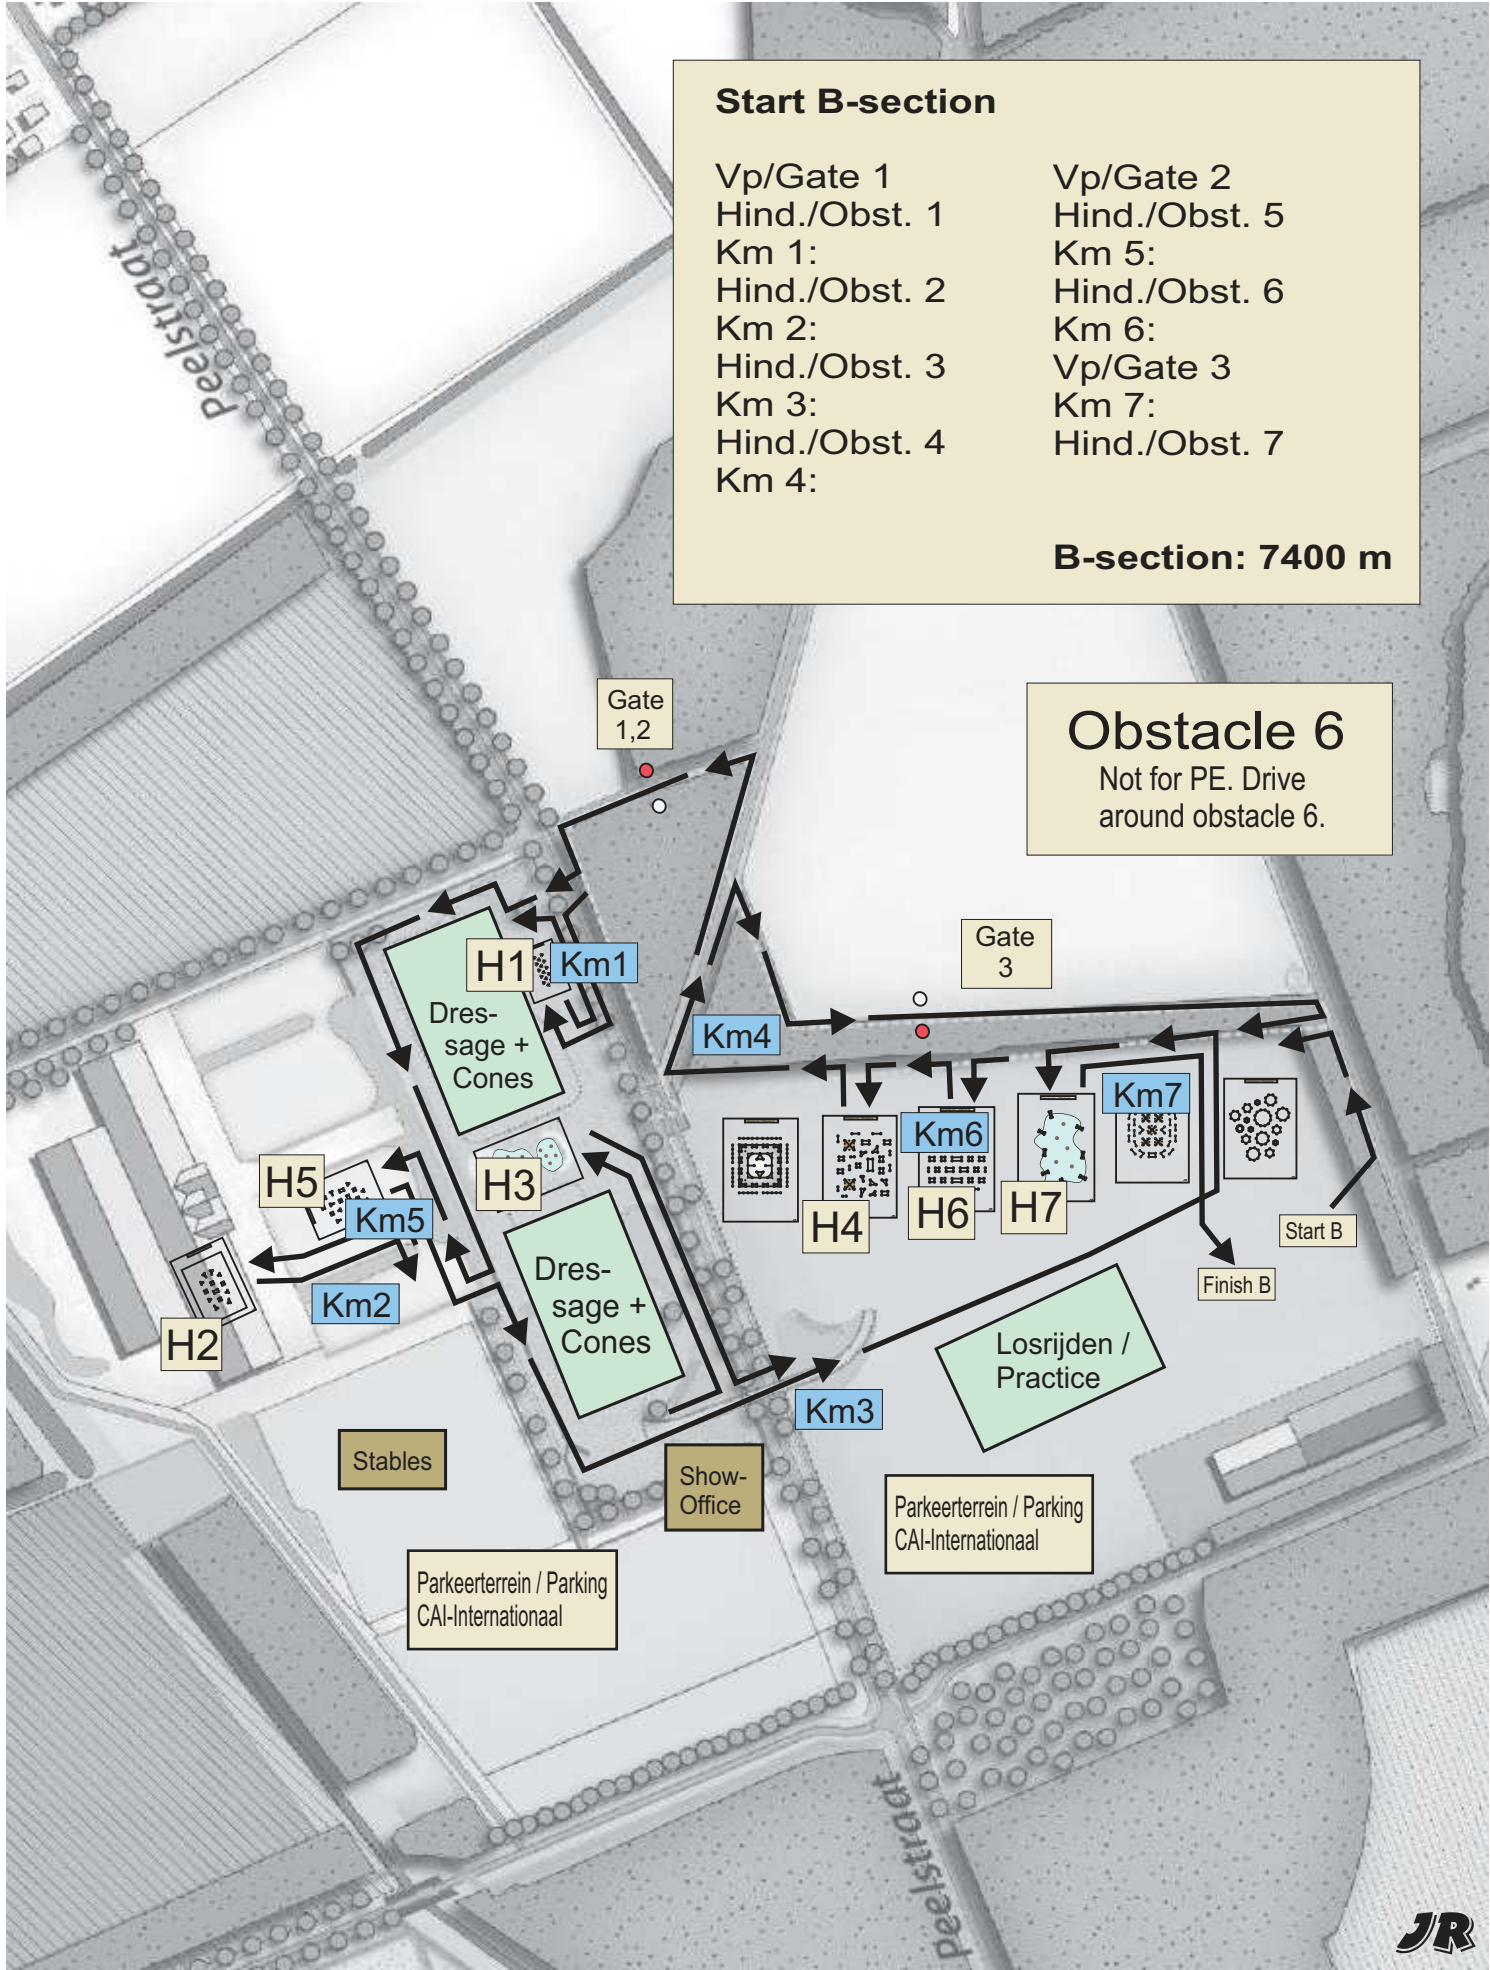 Start B-section
Vp/Gate 1
Hind./Obst. 1
Km 1:
Hind./Obst. 2
Km 2:
Hind./Obst. 3
Km 3:
Hind./Obst. 4
Km 4:
Vp/Gate 2
Hind./Obst. 5
Km 5:
Hind./Obst. 6
Km 6:
Vp/Gate 3
Km 7:
Hind./Obst. 7
B-section: 7400 m
Peelstraat
Gate
1,2
Obstacle 6
Not for PE. Drive
around obstacle 6.
Gate
3
H1
Km1
Dres-
sage +
Cones
Km4
Km7
Km6
H5
H3
Km5
H4
H6
H7
Start B
Finish B
Km2
H2
Dres-
sage +
Cones
Losrijden /
Practice
Km3
Stables
Show-
Office
Parkeerterrein / Parking
CAI-Internationaal
Parkeerterrein / Parking
CAI-Internationaal
Peelstraat
JR